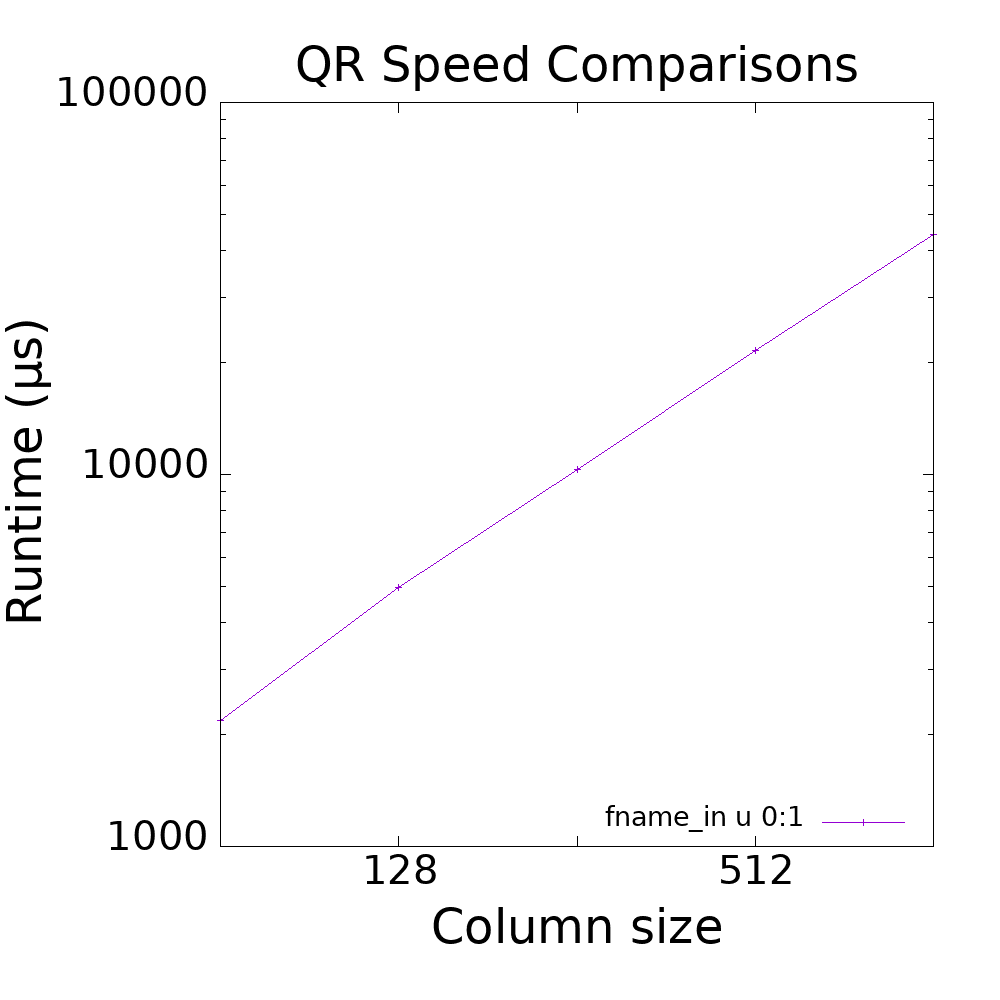 QR Speed Comparisons
100000
10000
1000
Runtime (µs)
fname_in u 0:1
128
512
Column size